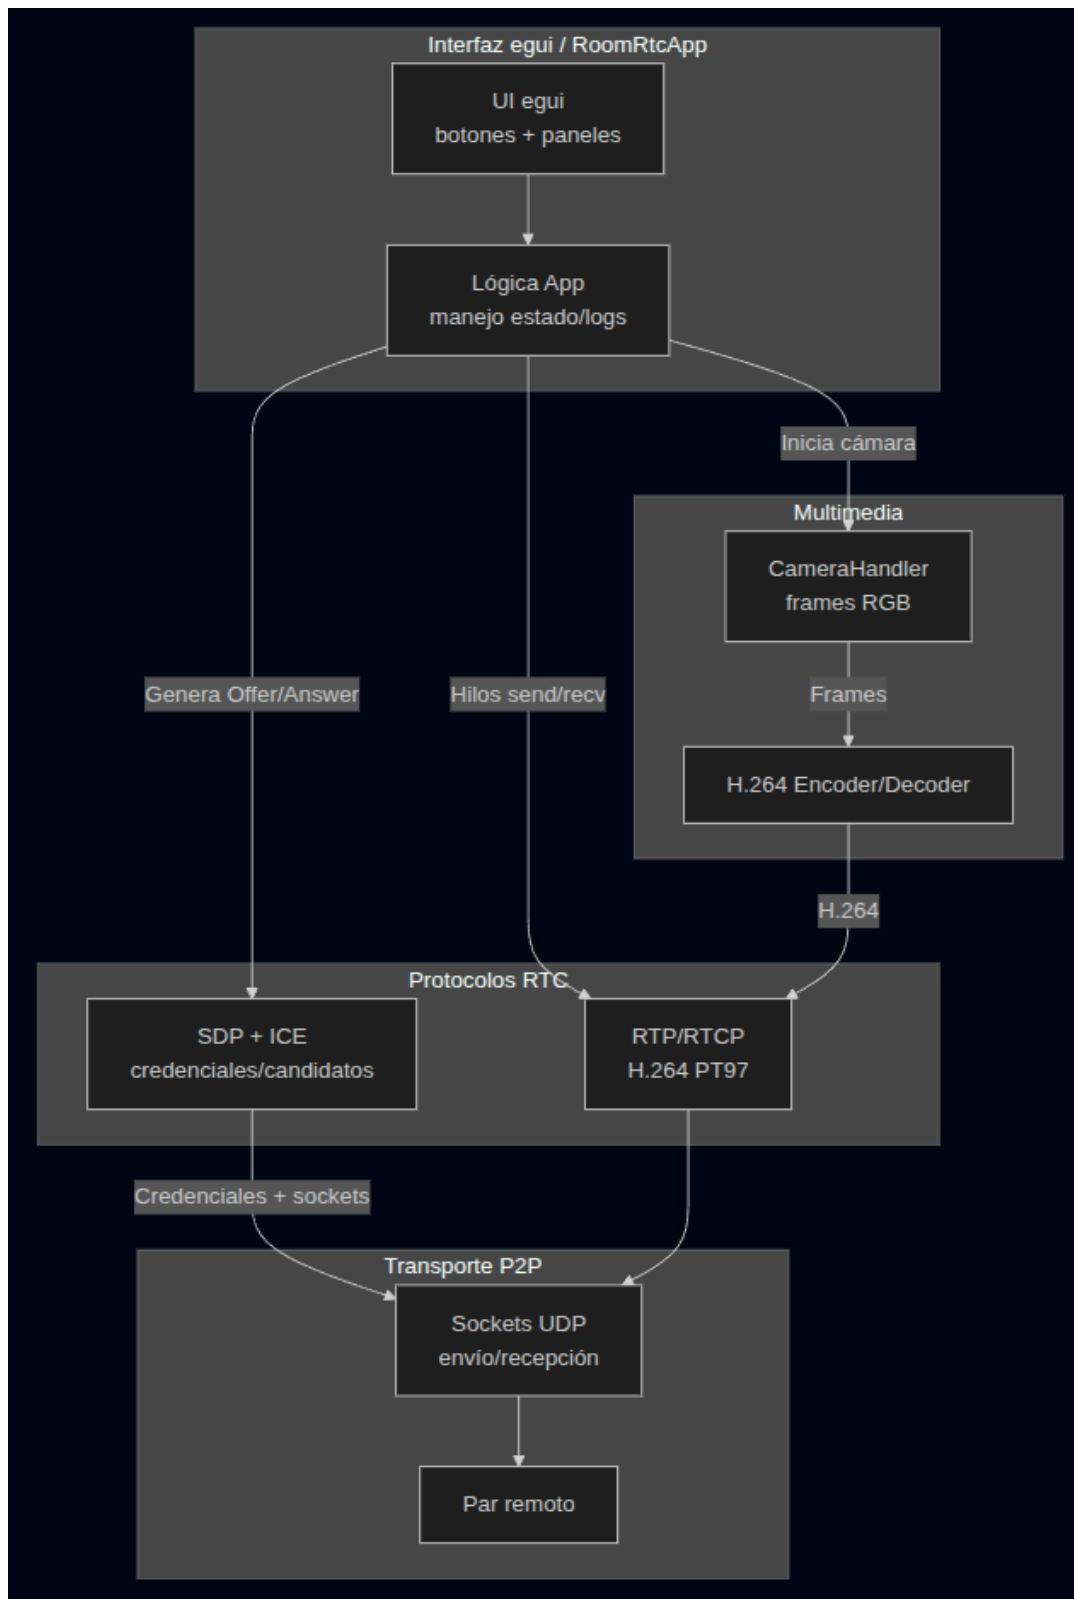 Interfaz egui / RoomRtcApp
UI egui
botones + paneles
Lógica App
manejo estado/logs
Inicia cámara
Multimedia
CameraHandler
frames RGB
Genera Offer/Answer
Hilos send/recv
Frames
H.264 Encoder/Decoder
H.264
Protocolos RTC
SDP + ICE
credenciales/candidatos
RTP/RTCP
H.264 PT97
Credenciales + sockets
Transporte P2P
Sockets UDP
envío/recepción
Par remoto